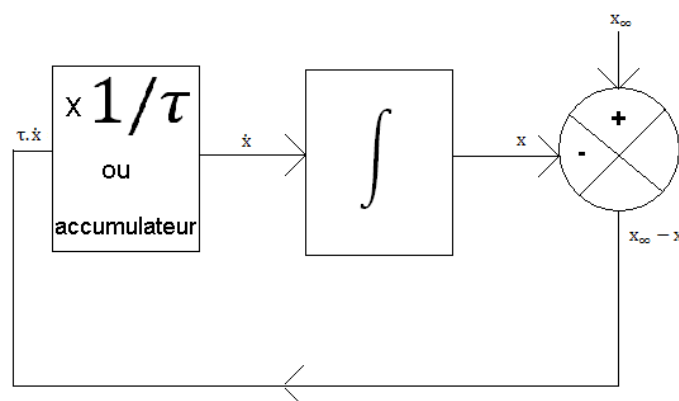 x∞
x 1/τ
+
τ.ẋ
ẋ
∫
x
-
ou
accumulateur
x∞ − x